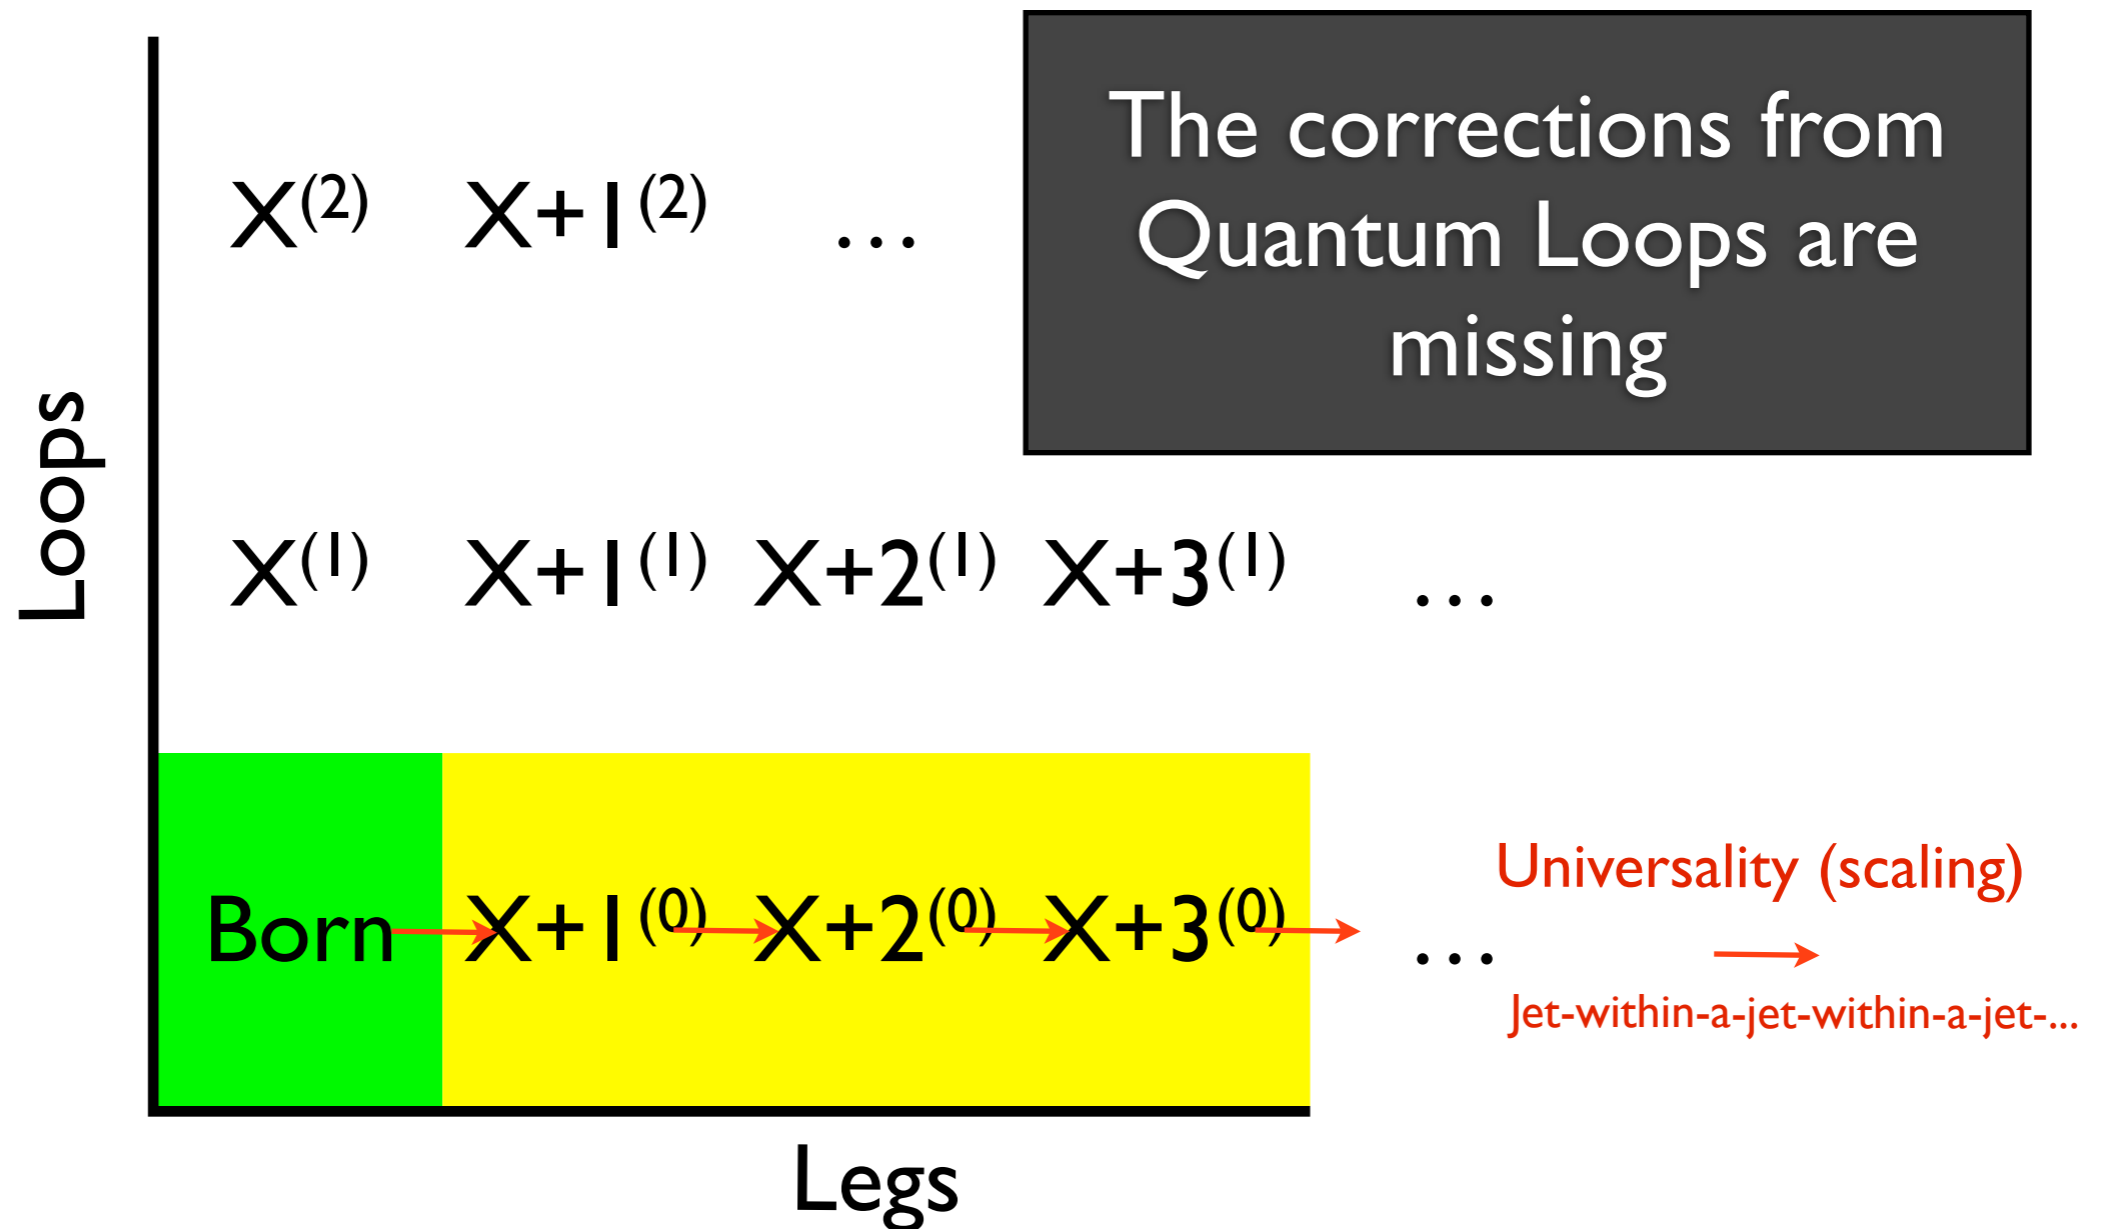 The corrections from
Quantum Loops are
missing
X(2) X+1(2) ...
Loops
X(1) X+1(1) X+2(1) X+3(1) ...
Universality (scaling)
Born X+1(0) X+2(0) X+3(0) ...
Jet-within-a-jet-within-a-jet-...
Legs